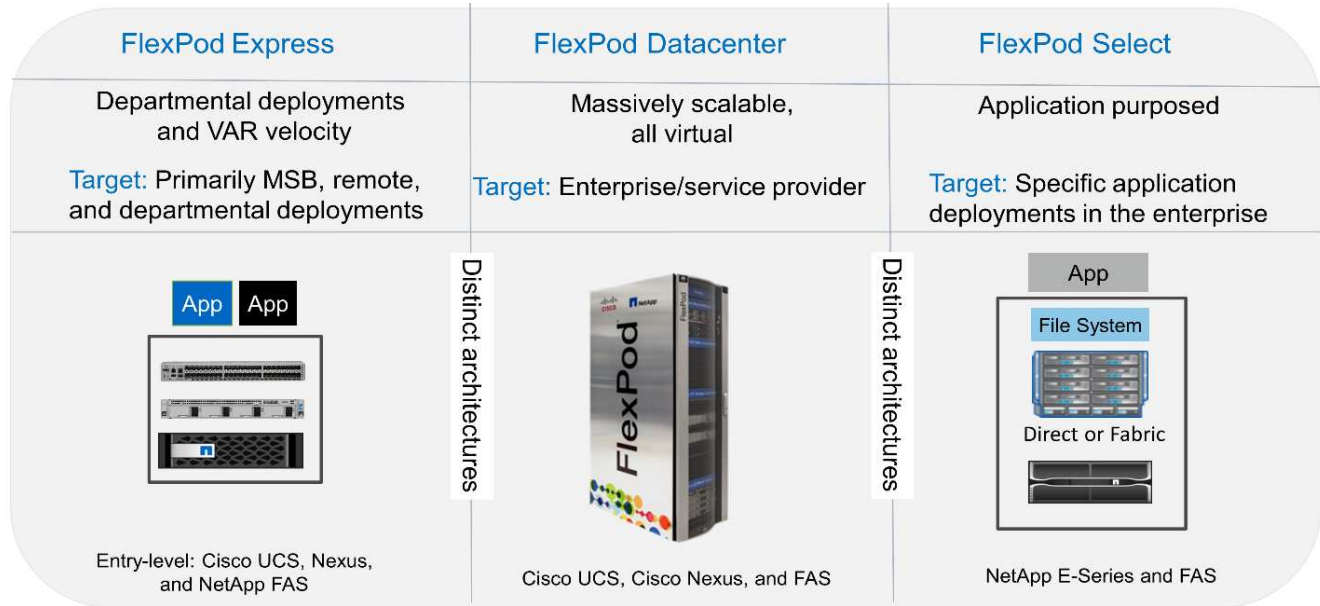 FlexPod Express
FlexPod Datacenter
FlexPod Select
Departmental deployments
and VAR velocity
Massively scalable,
all virtual
Application purposed
Target: Primarily MSB, remote,
and departmental deployments
Target: Enterprise/service provider
Target: Specific application
deployments in the enterprise
App
App
Distinct architectures
CISCO
NetApp
FlexPod
FlexPod
Distinct architectures
App
File System
Direct or Fabric
Entry-level: Cisco UCS, Nexus,
and NetApp FAS
Cisco UCS, Cisco Nexus, and FAS
NetApp E-Series and FAS